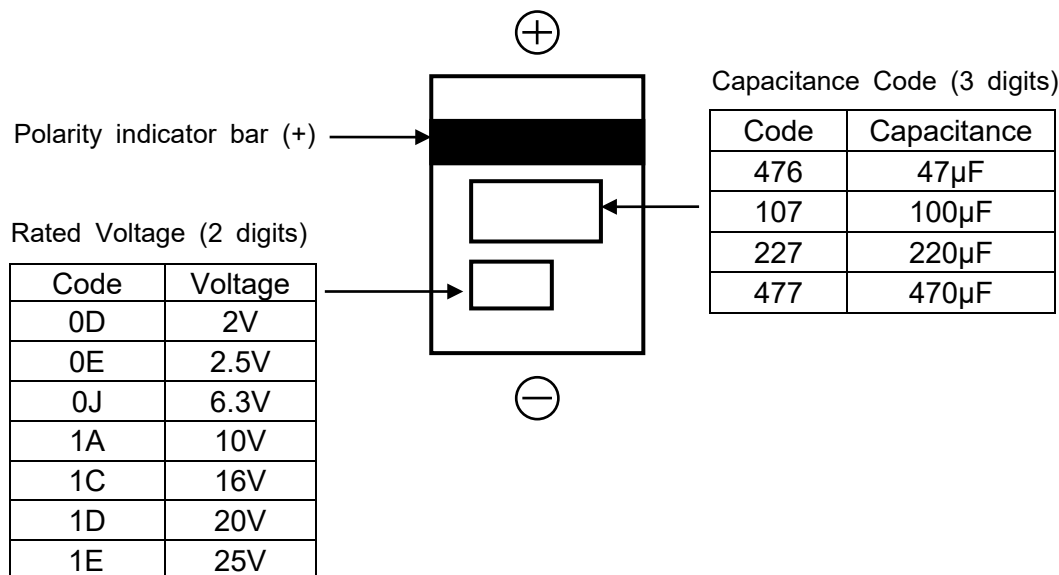 Capacitance Code (3 digits)
Code Capacitance
476 47µF
107 100µF
227 220µF
477 470µF
Polarity indicator bar (+)
Rated Voltage (2 digits)
Code Voltage
0D 2V
0E 2.5V
0J 6.3V
1A 10V
1C 16V
1D 20V
1E 25V